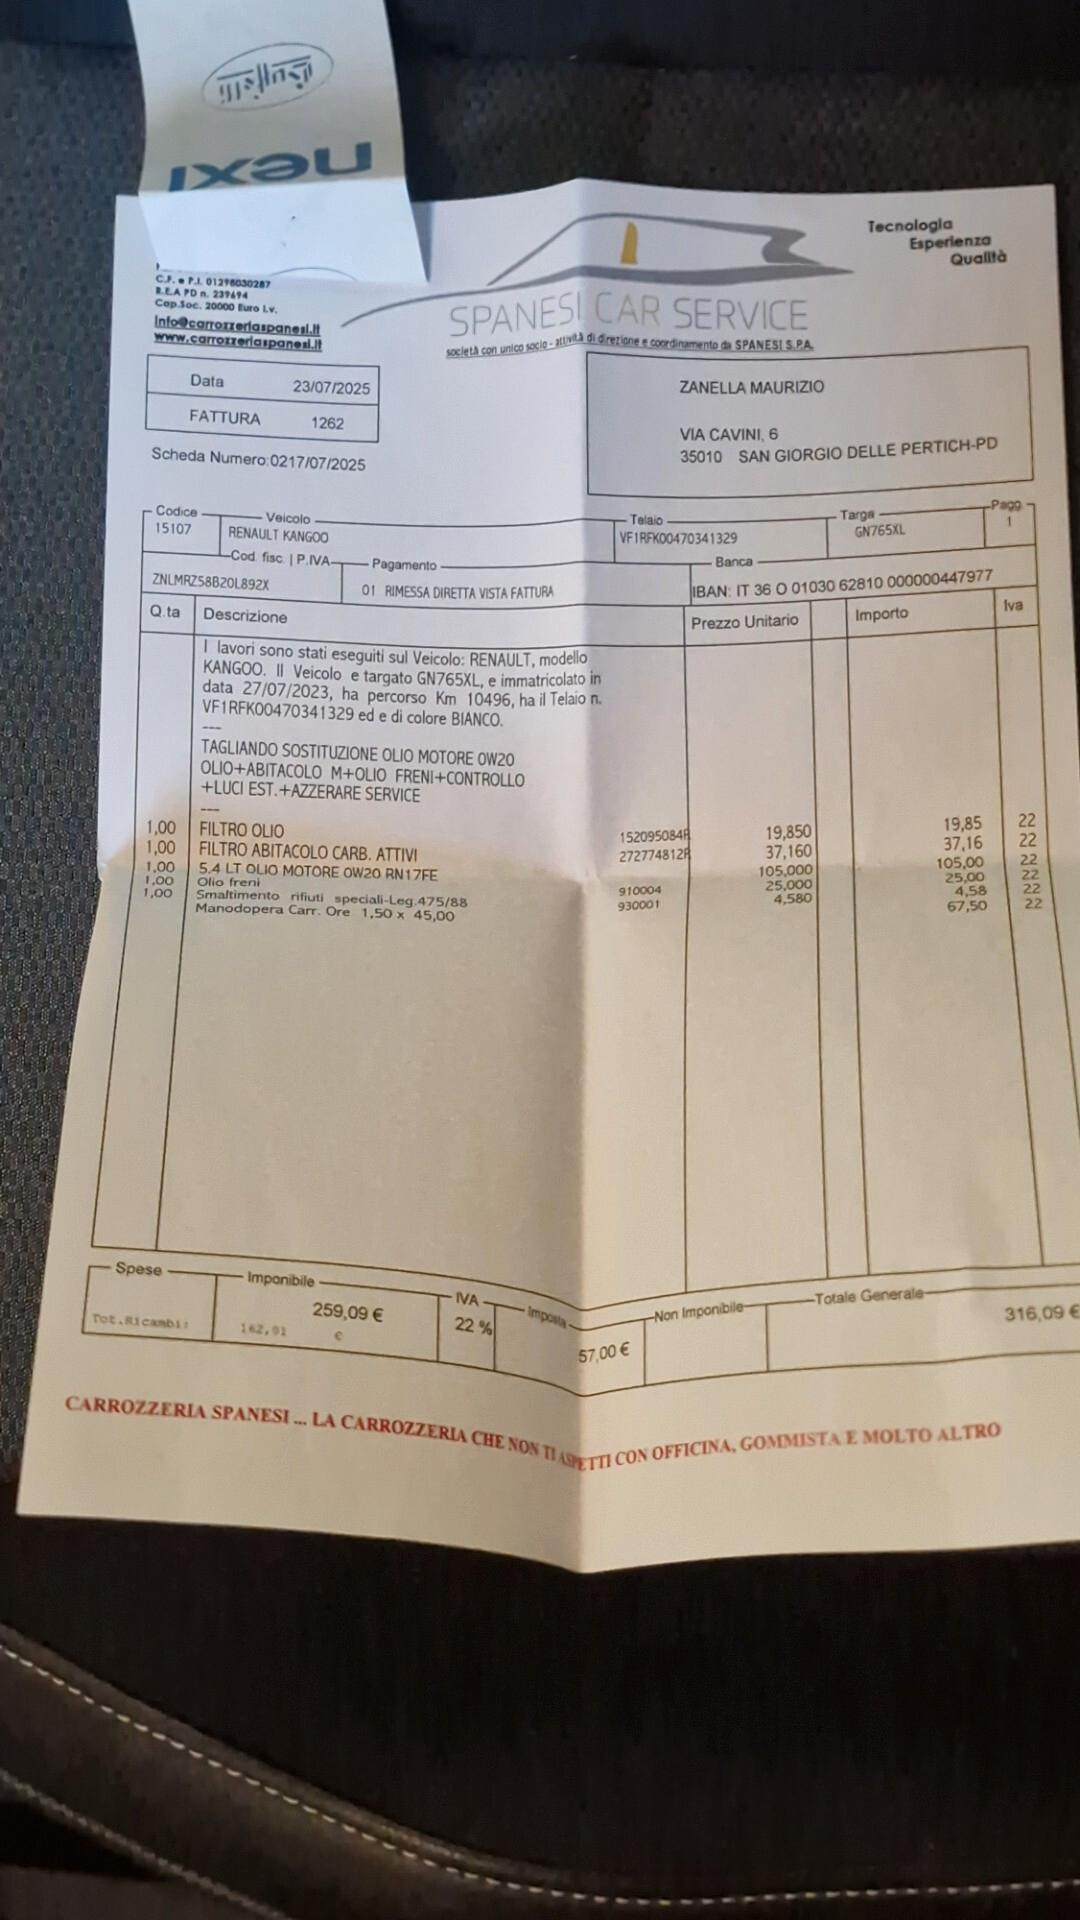 Buffetti
nexi
Tecnologia
Esperienza
Qualità
C.F. e P.I. 01298030287
R.E.A PD n. 239694
Cap.Soc. 20000 Euro i.v.
Info@carrozzeriaspanesi.it
www.carrozzeriaspanesi.it
SPANESI CAR SERVICE
società con unico socio - attività di direzione e coordinamento da SPANESI S.P.A.
Data 23/07/2025
FATTURA 1262
Scheda Numero:0217/07/2025
ZANELLA MAURIZIO
VIA CAVINI, 6
35010 SAN GIORGIO DELLE PERTICH-PD
Codice Veicolo Telaio Targa Pagg
15107 RENAULT KANGOO VF1RFK00470341329 GN765XL 1
Cod. fisc. | P.IVA Pagamento Banca
ZNLMRZ58B20L892X 01 RIMESSA DIRETTA VISTA FATTURA IBAN: IT 36 O 01030 62810 000000447977
Q.ta Descrizione Prezzo Unitario Importo Iva
I lavori sono stati eseguiti sul Veicolo: RENAULT, modello
KANGOO. Il Veicolo e targato GN765XL, e immatricolato in
data 27/07/2023, ha percorso Km 10496, ha il Telaio n.
VF1RFK00470341329 ed e di colore BIANCO.
---
TAGLIANDO SOSTITUZIONE OLIO MOTORE 0W20
OLIO+ABITACOLO M+OLIO FRENI+CONTROLLO
+LUCI EST.+AZZERARE SERVICE
---
1,00 FILTRO OLIO 152095084R 19,850 19,85 22
1,00 FILTRO ABITACOLO CARB. ATTIVI 272774812R 37,160 37,16 22
1,00 5.4 LT OLIO MOTORE 0W20 RN17FE 105,000 105,00 22
1,00 Olio freni 910004 25,000 25,00 22
1,00 Smaltimento rifiuti speciali-Leg.475/88 930001 4,580 4,58 22
Manodopera Carr. Ore 1,50 x 45,00 67,50 22
Spese Imponibile IVA Imposta Non Imponibile Totale Generale
259,09 € 22 % 57,00 € 316,09 €
Tot.Ricambi: 162,01 €
CARROZZERIA SPANESI ... LA CARROZZERIA CHE NON TI ASPETTI CON OFFICINA, GOMMISTA E MOLTO ALTRO